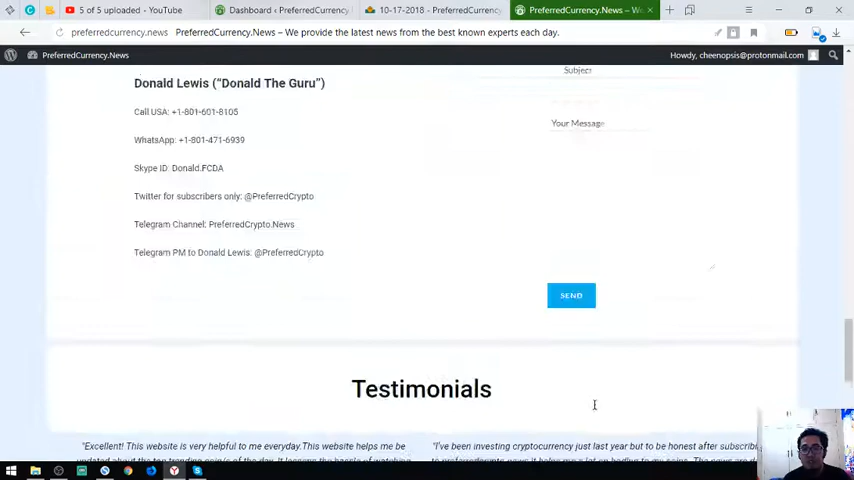 5 of 5 uploaded - YouTube
Dashboard ‹ PreferredCurrency.
10-17-2018 - PreferredCurrency.
PreferredCurrency.News – We
preferredcurrency.news PreferredCurrency.News – We provide the latest news from the best known experts each day.
PreferredCurrency.News
Howdy, cheenopsis@protonmail.com
Donald Lewis (“Donald The Guru”)
Subject
Call USA: +1-801-601-8105
Your Message
WhatsApp: +1-801-471-6939
Skype ID: Donald.FCDA
Twitter for subscribers only: @PreferredCrypto
Telegram Channel: PreferredCrypto.News
Telegram PM to Donald Lewis: @PreferredCrypto
SEND
Testimonials
"Excellent! This website is very helpful to me everyday.This website helps me be
"I've been investing cryptocurrency just last year but to be honest after subscribin